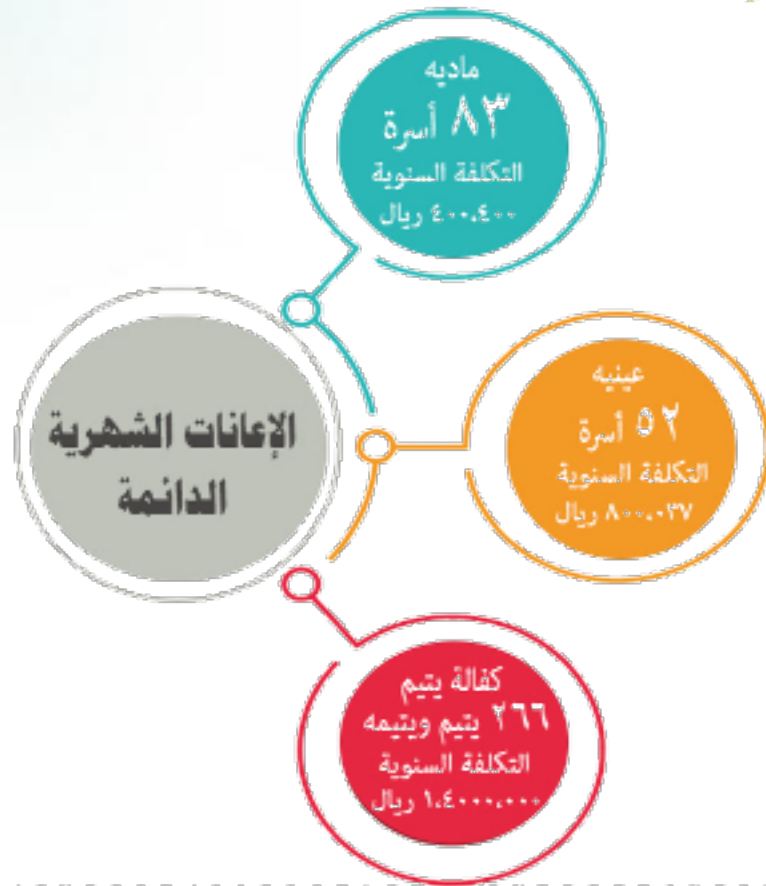 ماديه
٨٣ أسرة
التكلفة السنوية
٤٠٠،٤٠٠ ريال
الإعانات الشهرية
الدائمة
عينيه
٥٢ أسرة
التكلفة السنوية
٨٠٠،٠٣٧ ريال
كفالة يتيم
٢٦٦ يتيم ويتيمه
التكلفة السنوية
١،٤٠٠٠،٠٠٠ ريال